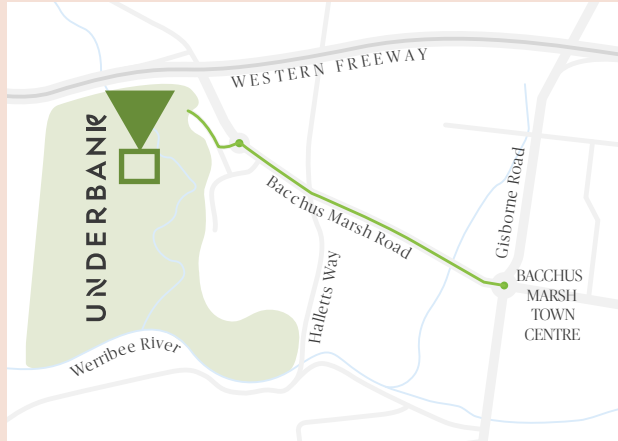 WESTERN FREEWAY
UNDERBANK
Bacchus Marsh Road
Gisborne Road
Halletts Way
BACCHUS
MARSH
TOWN
CENTRE
Werribee River